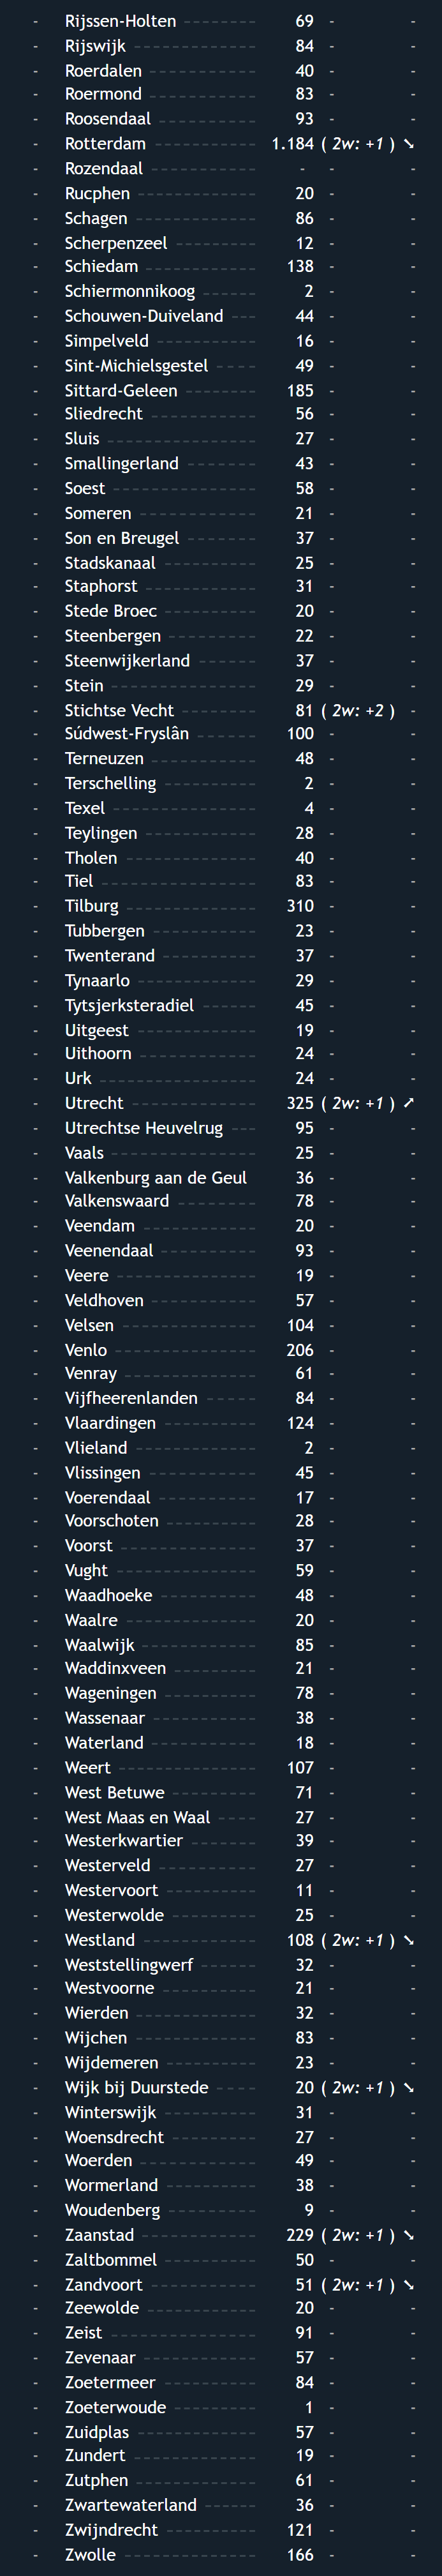 - Rijssen-Holten 69 - -
- Rijswijk 84 - -
- Roerdalen 40 - -
- Roermond 83 - -
- Roosendaal 93 - -
- Rotterdam 1.184 ( 2w: +1 ) ➘
- Rozendaal - - -
- Rucphen 20 - -
- Schagen 86 - -
- Scherpenzeel 12 - -
- Schiedam 138 - -
- Schiermonnikoog 2 - -
- Schouwen-Duiveland 44 - -
- Simpelveld 16 - -
- Sint-Michielsgestel 49 - -
- Sittard-Geleen 185 - -
- Sliedrecht 56 - -
- Sluis 27 - -
- Smallingerland 43 - -
- Soest 58 - -
- Someren 21 - -
- Son en Breugel 37 - -
- Stadskanaal 25 - -
- Staphorst 31 - -
- Stede Broec 20 - -
- Steenbergen 22 - -
- Steenwijkerland 37 - -
- Stein 29 - -
- Stichtse Vecht 81 ( 2w: +2 ) -
- Súdwest-Fryslân 100 - -
- Terneuzen 48 - -
- Terschelling 2 - -
- Texel 4 - -
- Teylingen 28 - -
- Tholen 40 - -
- Tiel 83 - -
- Tilburg 310 - -
- Tubbergen 23 - -
- Twenterand 37 - -
- Tynaarlo 29 - -
- Tytsjerksteradiel 45 - -
- Uitgeest 19 - -
- Uithoorn 24 - -
- Urk 24 - -
- Utrecht 325 ( 2w: +1 ) ➚
- Utrechtse Heuvelrug 95 - -
- Vaals 25 - -
- Valkenburg aan de Geul 36 - -
- Valkenswaard 78 - -
- Veendam 20 - -
- Veenendaal 93 - -
- Veere 19 - -
- Veldhoven 57 - -
- Velsen 104 - -
- Venlo 206 - -
- Venray 61 - -
- Vijfheerenlanden 84 - -
- Vlaardingen 124 - -
- Vlieland 2 - -
- Vlissingen 45 - -
- Voerendaal 17 - -
- Voorschoten 28 - -
- Voorst 37 - -
- Vught 59 - -
- Waadhoeke 48 - -
- Waalre 20 - -
- Waalwijk 85 - -
- Waddinxveen 21 - -
- Wageningen 78 - -
- Wassenaar 38 - -
- Waterland 18 - -
- Weert 107 - -
- West Betuwe 71 - -
- West Maas en Waal 27 - -
- Westerkwartier 39 - -
- Westerveld 27 - -
- Westervoort 11 - -
- Westerwolde 25 - -
- Westland 108 ( 2w: +1 ) ➘
- Weststellingwerf 32 - -
- Westvoorne 21 - -
- Wierden 32 - -
- Wijchen 83 - -
- Wijdemeren 23 - -
- Wijk bij Duurstede 20 ( 2w: +1 ) ➘
- Winterswijk 31 - -
- Woensdrecht 27 - -
- Woerden 49 - -
- Wormerland 38 - -
- Woudenberg 9 - -
- Zaanstad 229 ( 2w: +1 ) ➘
- Zaltbommel 50 - -
- Zandvoort 51 ( 2w: +1 ) ➘
- Zeewolde 20 - -
- Zeist 91 - -
- Zevenaar 57 - -
- Zoetermeer 84 - -
- Zoeterwoude 1 - -
- Zuidplas 57 - -
- Zundert 19 - -
- Zutphen 61 - -
- Zwartewaterland 36 - -
- Zwijndrecht 121 - -
- Zwolle 166 - -